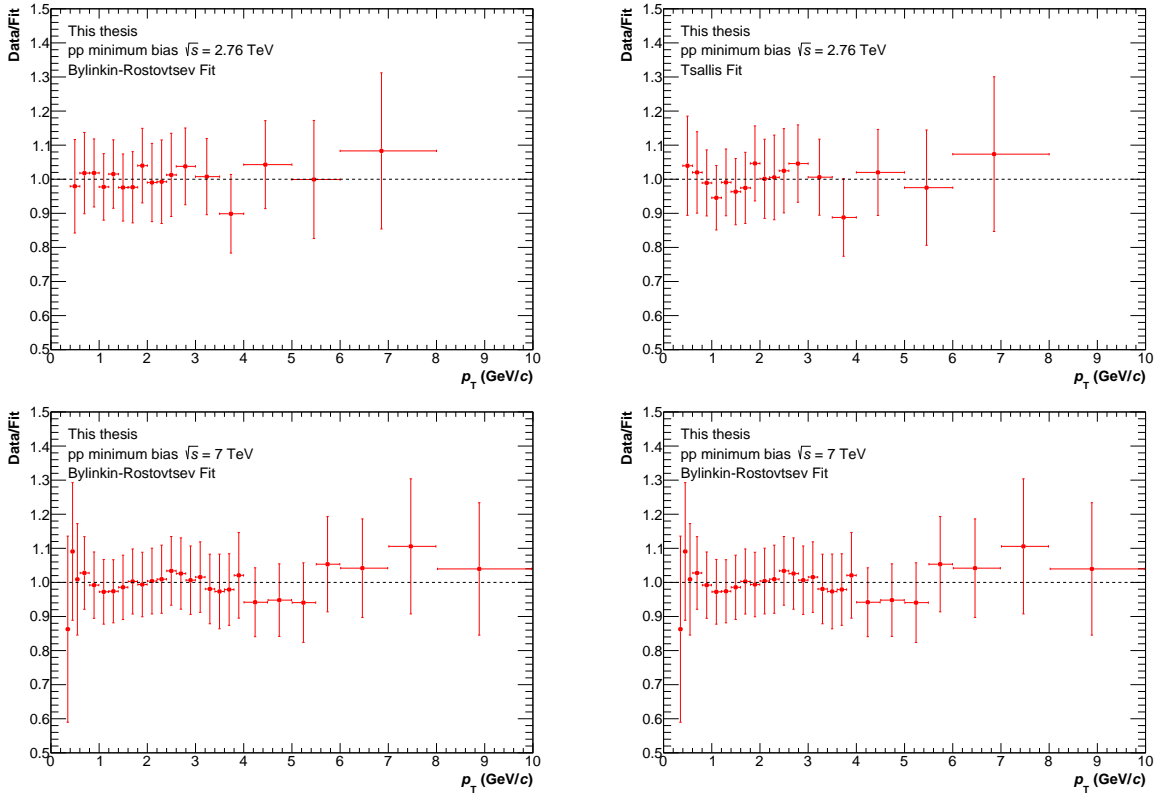 This thesis
pp minimum bias √s = 2.76 TeV
Bylinkin-Rostovtsev Fit
Data/Fit
1.5
1.4
1.3
1.2
1.1
1.0
0.9
0.8
0.7
0.6
0.5
0 1 2 3 4 5 6 7 8 9 10
p_T (GeV/c)
This thesis
pp minimum bias √s = 2.76 TeV
Tsallis Fit
Data/Fit
1.5
1.4
1.3
1.2
1.1
1.0
0.9
0.8
0.7
0.6
0.5
0 1 2 3 4 5 6 7 8 9 10
p_T (GeV/c)
This thesis
pp minimum bias √s = 7 TeV
Bylinkin-Rostovtsev Fit
Data/Fit
1.5
1.4
1.3
1.2
1.1
1.0
0.9
0.8
0.7
0.6
0.5
0 1 2 3 4 5 6 7 8 9 10
p_T (GeV/c)
This thesis
pp minimum bias √s = 7 TeV
Bylinkin-Rostovtsev Fit
Data/Fit
1.5
1.4
1.3
1.2
1.1
1.0
0.9
0.8
0.7
0.6
0.5
0 1 2 3 4 5 6 7 8 9 10
p_T (GeV/c)